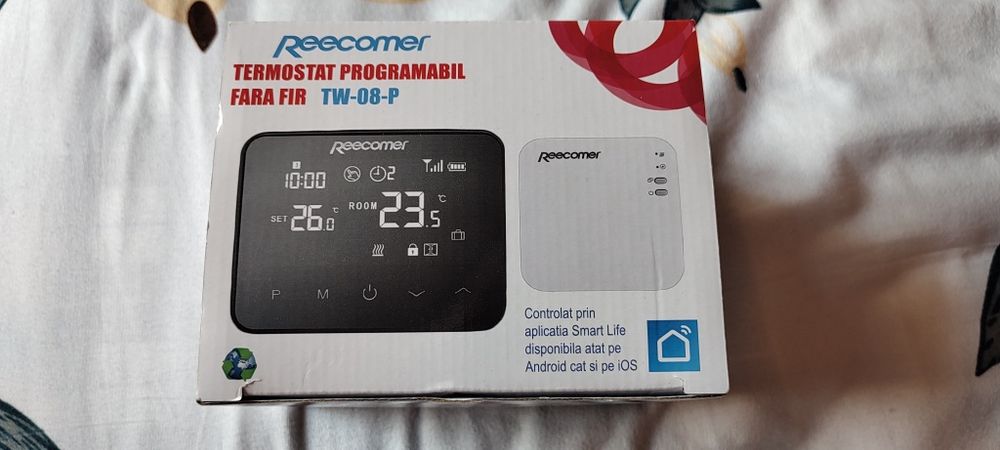 Reecomer
TERMOSTAT PROGRAMABIL
FARA FIR TW-08-P
Reecomer
3
10:00 2
SET 26.0 °C ROOM 23.5 °C
P M
Reecomer
Controlat prin
aplicatia Smart Life
disponibila atat pe
Android cat si pe iOS